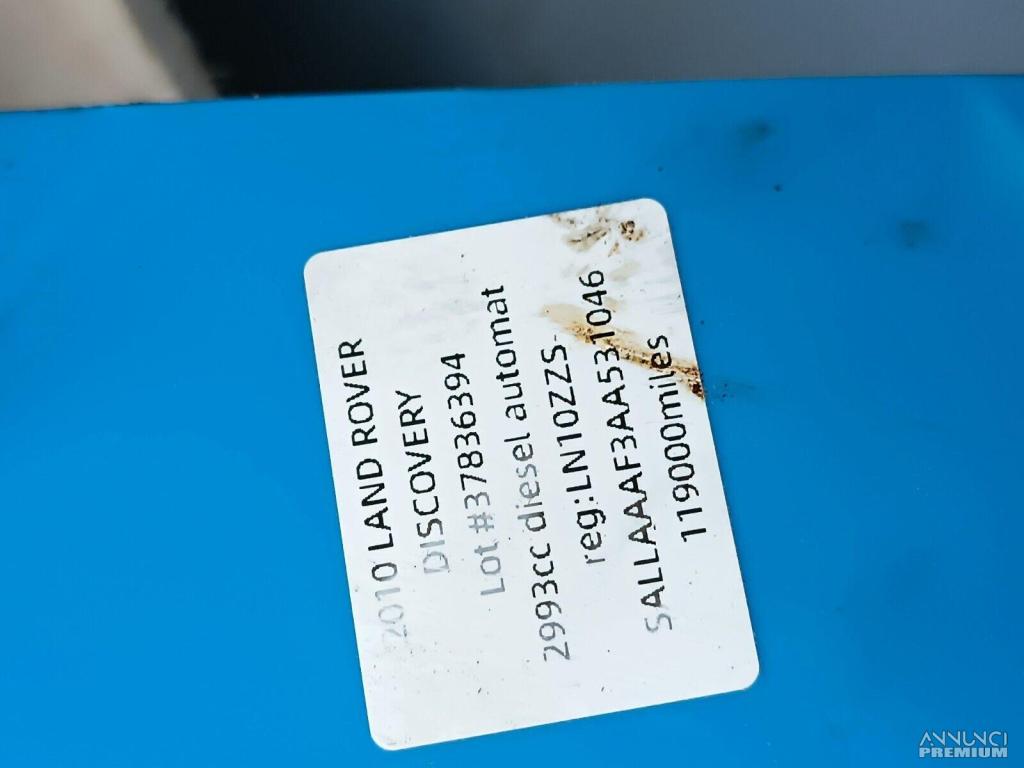 2010 LAND ROVER
DISCOVERY
Lot #37836394
2993cc diesel automat
reg:LN10ZZS-
SALLAAAF3AA531046
119000miles
ANNUNCI
PREMIUM